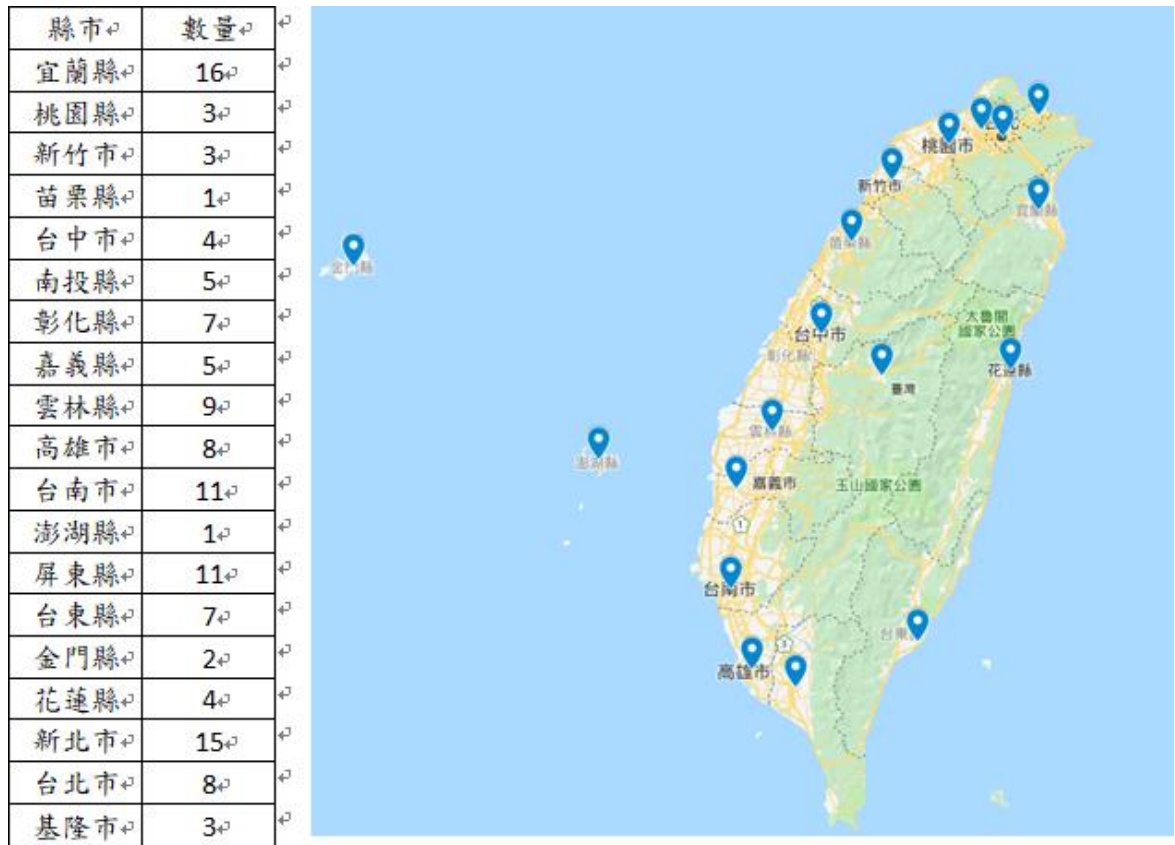 縣市 數量
宜蘭縣 16
桃園縣 3
新竹市 3
苗栗縣 1
台中市 4
南投縣 5
彰化縣 7
嘉義縣 5
雲林縣 9
高雄市 8
台南市 11
澎湖縣 1
屏東縣 11
台東縣 7
金門縣 2
花蓮縣 4
新北市 15
台北市 8
基隆市 3
桃園市
新竹市
宜蘭縣
苗栗縣
金門縣
太魯閣
國家公園
台中市
彰化縣
花蓮縣
臺灣
雲林縣
澎湖縣
嘉義市
玉山國家公園
1
台南市
台東
3
高雄市